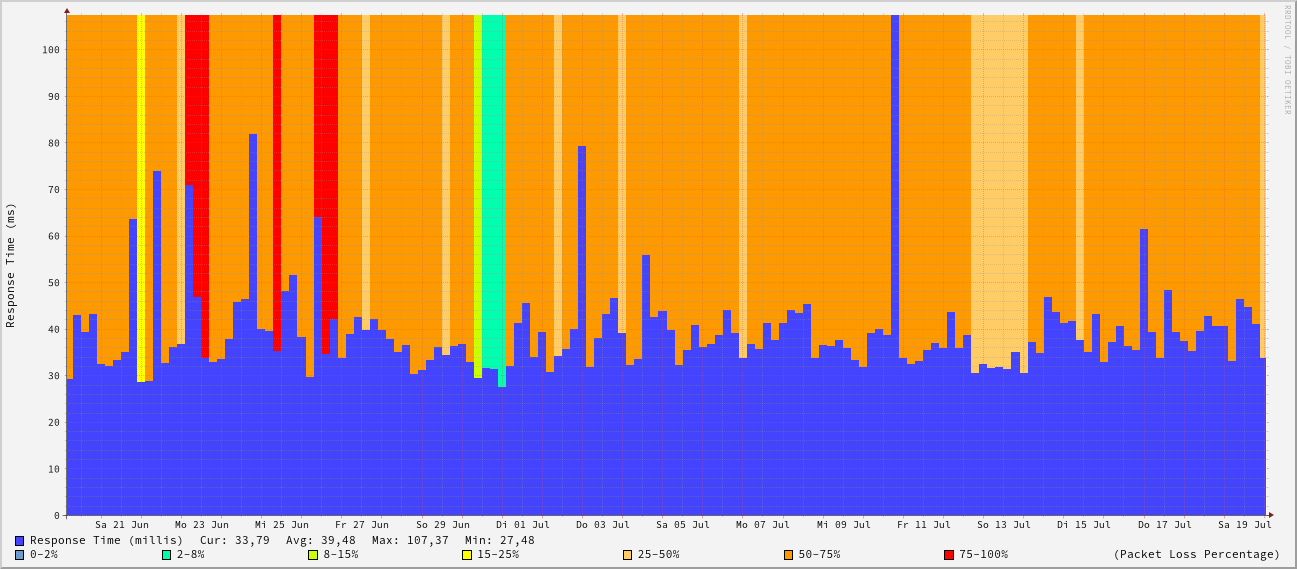 RRDTOOL / TOBI OETIKER
Response Time (ms)
100
90
80
70
60
50
40
30
20
10
0
Sa 21 Jun Mo 23 Jun Mi 25 Jun Fr 27 Jun So 29 Jun Di 01 Jul Do 03 Jul Sa 05 Jul Mo 07 Jul Mi 09 Jul Fr 11 Jul So 13 Jul Di 15 Jul Do 17 Jul Sa 19 Jul
Response Time (millis) Cur: 33,79 Avg: 39,48 Max: 107,37 Min: 27,48
0-2% 2-8% 8-15% 15-25% 25-50% 50-75% 75-100% (Packet Loss Percentage)